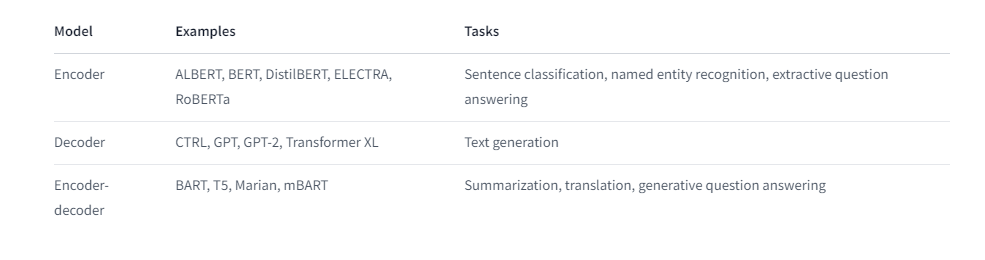 Model Examples Tasks
Encoder ALBERT, BERT, DistilBERT, ELECTRA, Sentence classification, named entity recognition, extractive question
RoBERTa answering
Decoder CTRL, GPT, GPT-2, Transformer XL Text generation
Encoder- BART, T5, Marian, mBART Summarization, translation, generative question answering
decoder